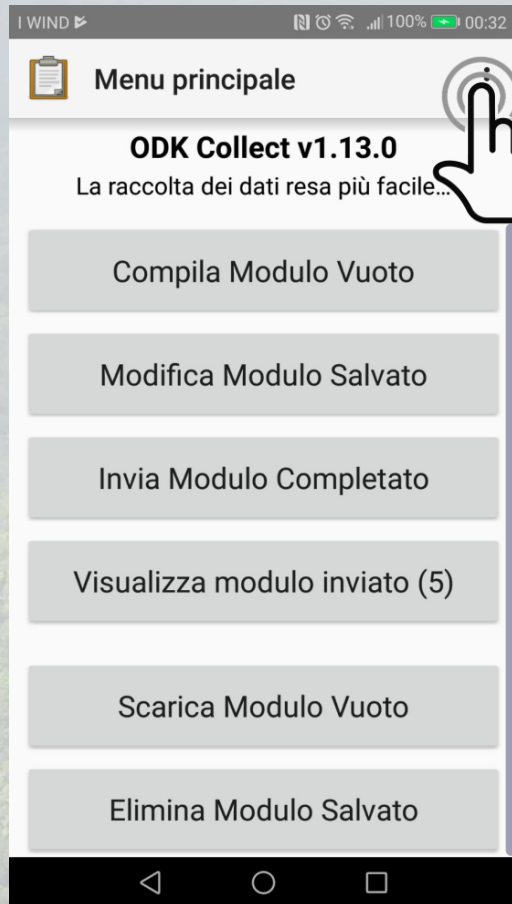 I WIND 100% 00:32
Menu principale
ODK Collect v1.13.0
La raccolta dei dati resa più facile...
Compila Modulo Vuoto
Modifica Modulo Salvato
Invia Modulo Completato
Visualizza modulo inviato (5)
Scarica Modulo Vuoto
Elimina Modulo Salvato